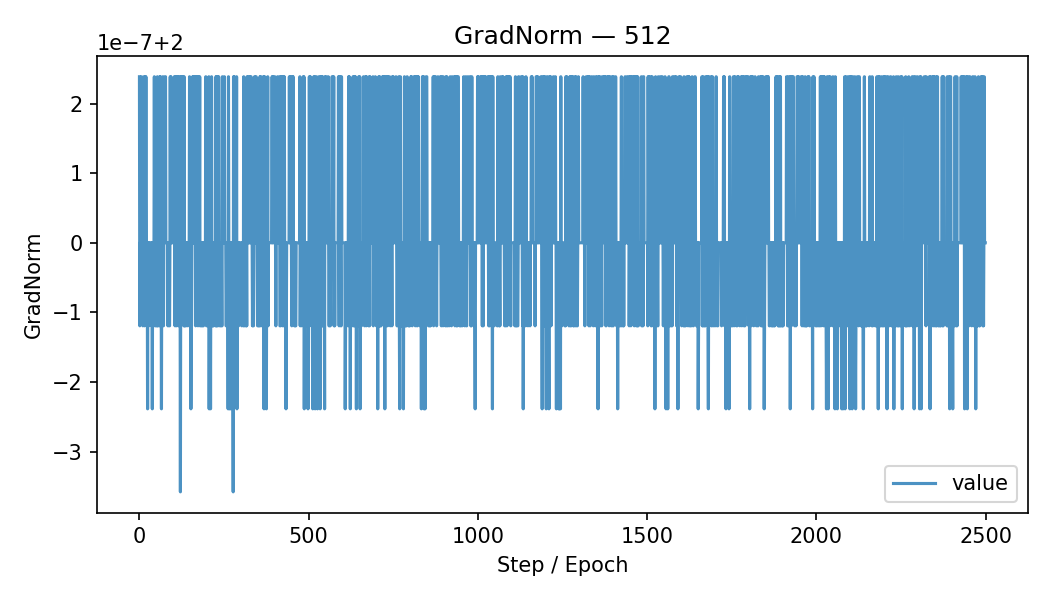 GradNorm — 512
1e−7+2
2
1
0
−1
−2
−3
GradNorm
value
0 500 1000 1500 2000 2500
Step / Epoch